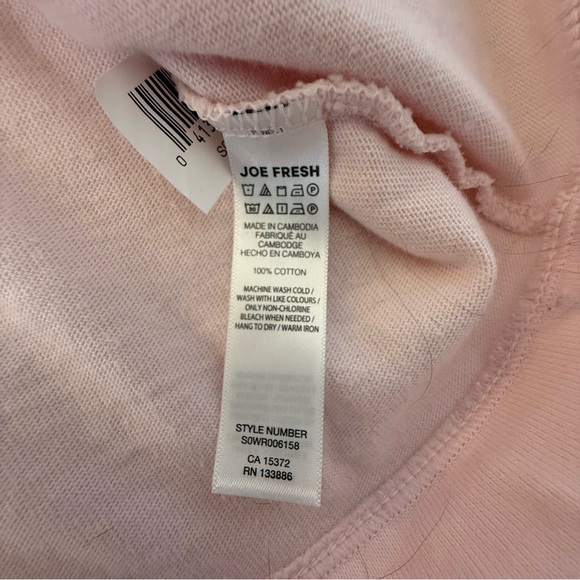 JOE FRESH
MADE IN CAMBODIA
FABRIQUÉ AU
CAMBODGE
HECHO EN CAMBOYA
100% COTTON
MACHINE WASH COLD /
WASH WITH LIKE COLOURS /
ONLY NON-CHLORINE
BLEACH WHEN NEEDED /
HANG TO DRY / WARM IRON
STYLE NUMBER
S0WR006158
CA 15372
RN 133886